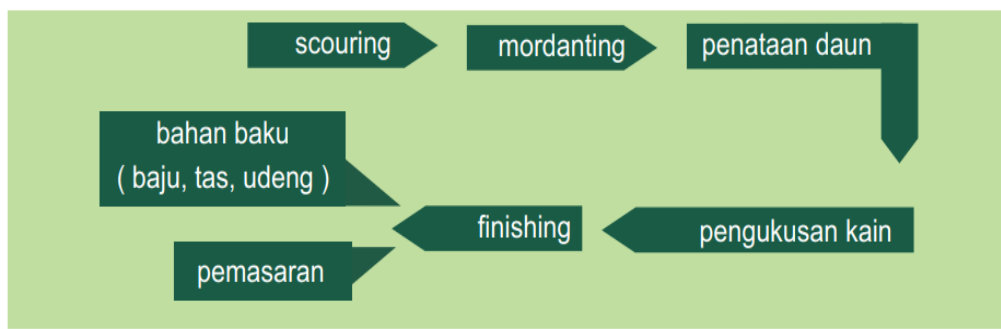 scouring
mordanting
penataan daun
pengukusan kain
finishing
bahan baku
( baju, tas, udeng )
pemasaran